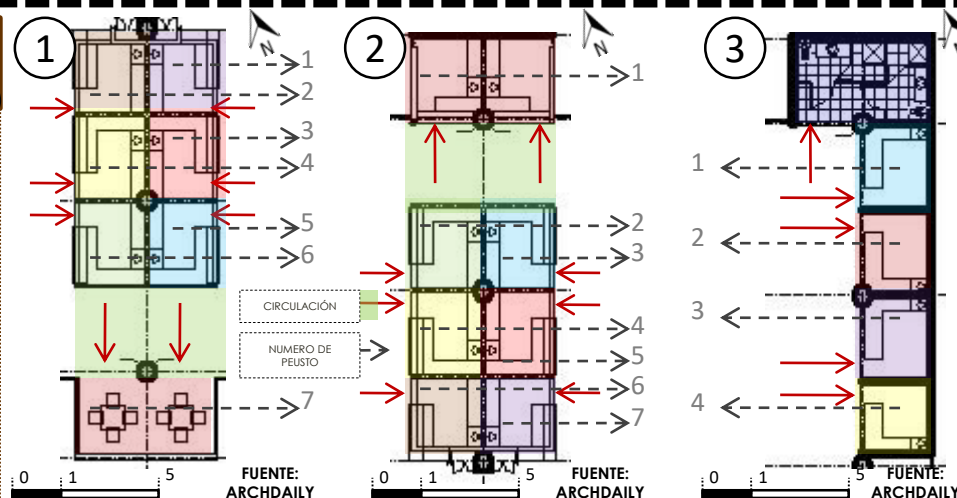 1
N
1
2
3
4
5
6
7
0 1 5
FUENTE:
ARCHDAILY
2
N
1
2
3
4
5
6
7
CIRCULACIÓN
NUMERO DE
PEUSTO
0 1 5
FUENTE:
ARCHDAILY
3
N
1
2
3
4
0 1 5
FUENTE:
ARCHDAILY